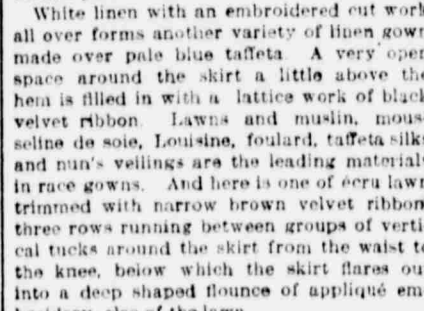 White linen with an embroidered cut work
all over forms another variety of linen gown
made over pale blue taffeta. A very open
space around the skirt a little above the
hem is filled in with a lattice work of black
velvet ribbon. Lawns and muslin, mous-
seline de soie, Louisine, foulard, taffeta silks
and nun's veilings are the leading materials
in race gowns. And here is one of écru lawn
trimmed with narrow brown velvet ribbon,
three rows running between groups of verti-
cal tucks around the skirt from the waist to
the knee, below which the skirt flares out
into a deep shaped flounce of appliqué em-
of the lawn